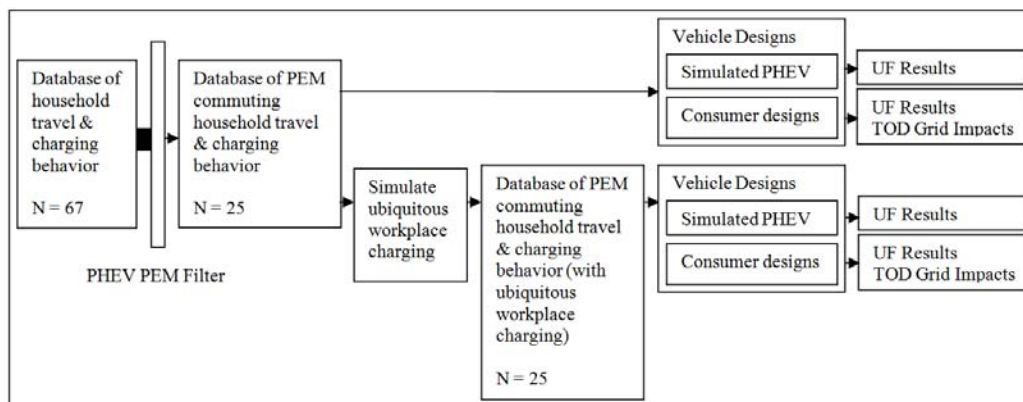 Database of
household
travel &
charging
behavior
N = 67
PHEV PEM Filter
Database of PEM
commuting
household travel
& charging
behavior
N = 25
Simulate
ubiquitous
workplace
charging
Database of PEM
commuting
household travel
& charging
behavior (with
ubiquitous
workplace
charging)
N = 25
Vehicle Designs
Simulated PHEV
Consumer designs
UF Results
UF Results
TOD Grid Impacts
Vehicle Designs
Simulated PHEV
Consumer designs
UF Results
UF Results
TOD Grid Impacts